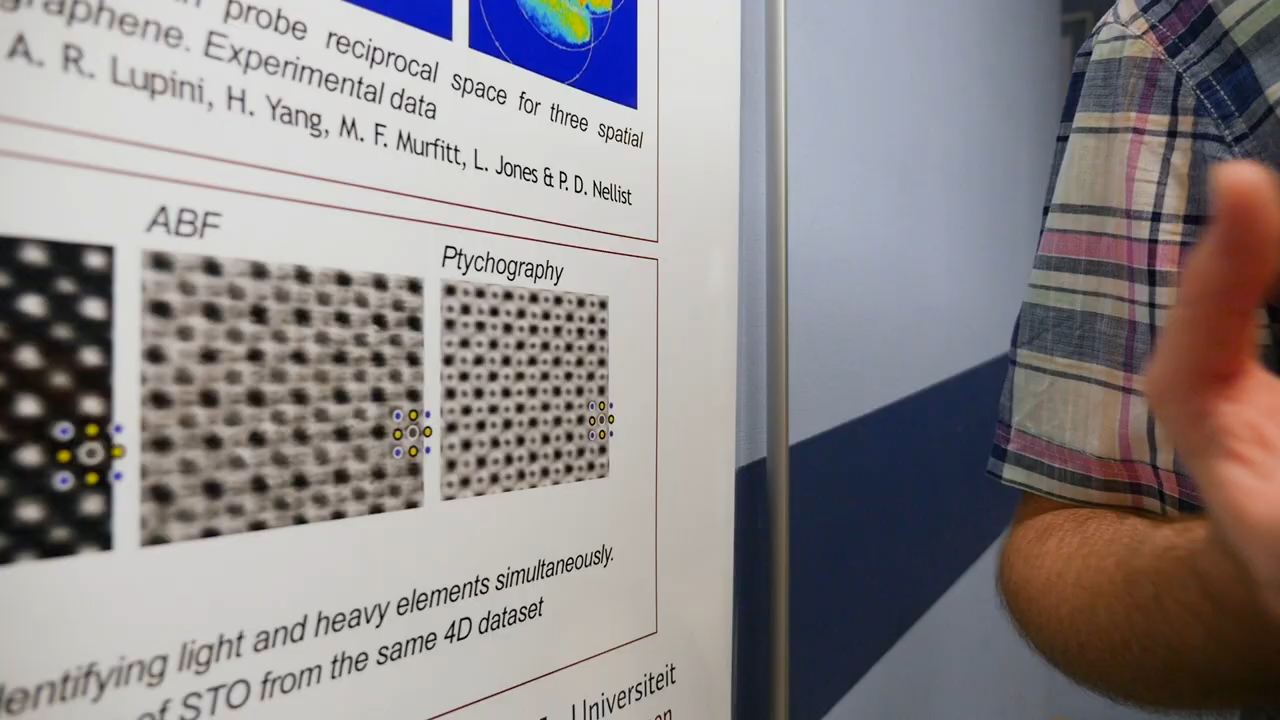 probe reciprocal space for three spatial
graphene. Experimental data
A. R. Lupini, H. Yang, M. F. Murfitt, L. Jones & P. D. Nellist
ABF
Ptychography
dentifying light and heavy elements simultaneously.
of STO from the same 4D dataset
Universiteit